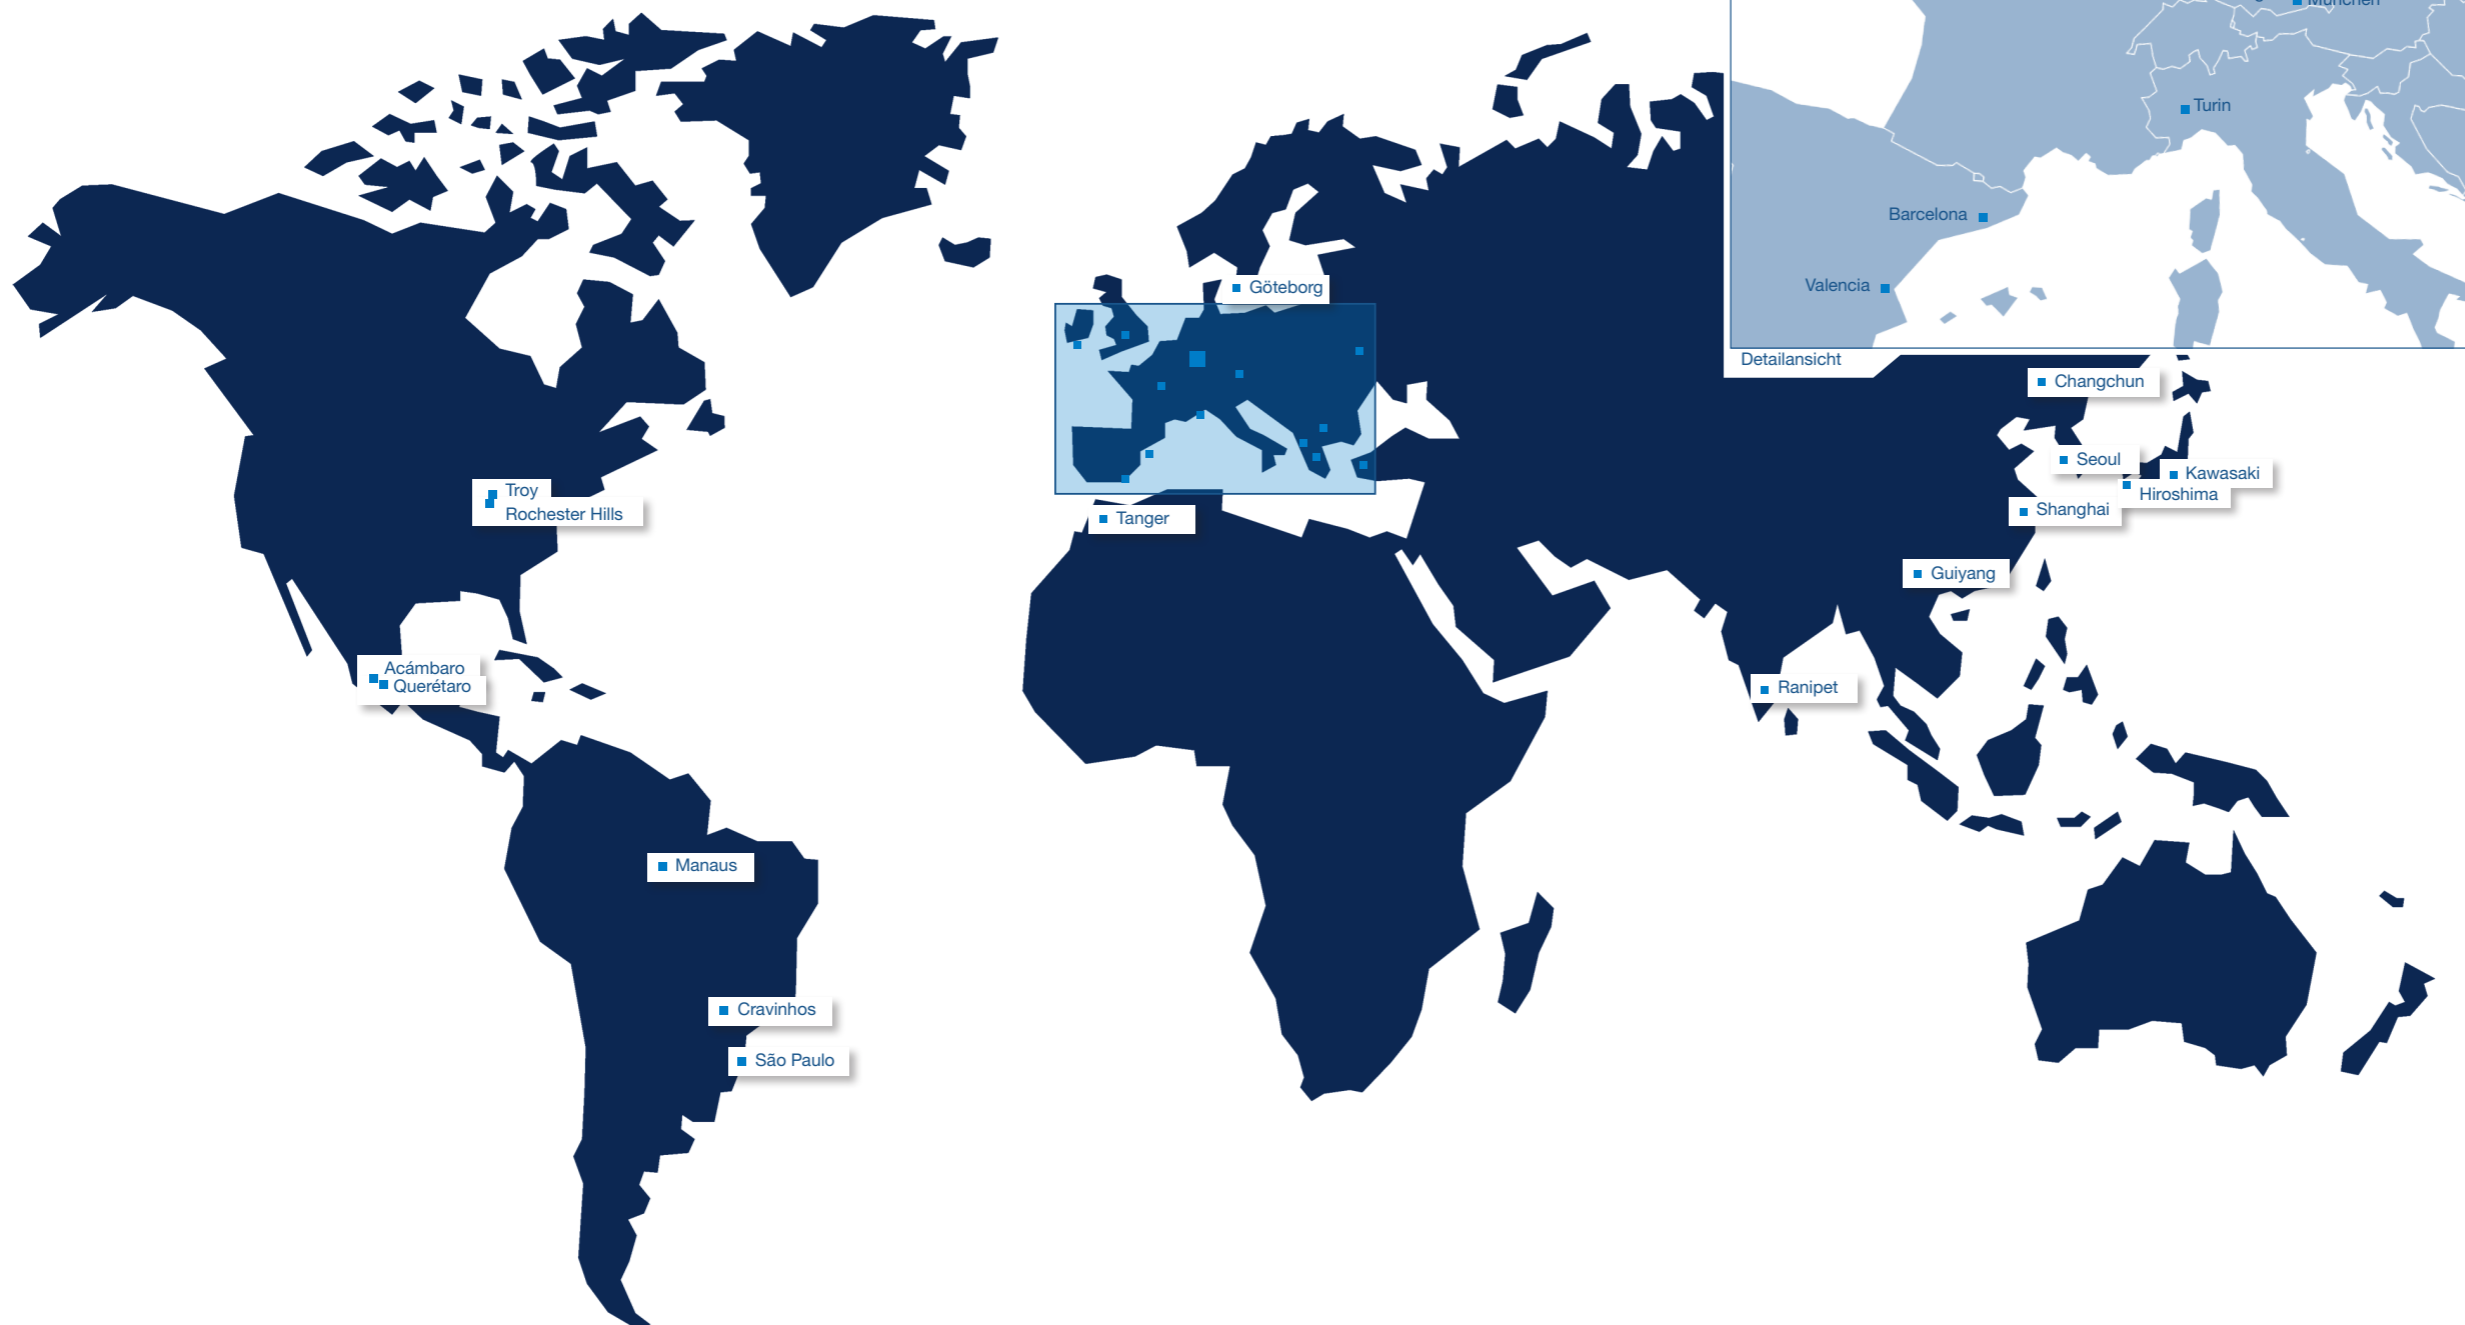 München
Turin
Barcelona
Valencia
Detailansicht
Göteborg
Changchun
Seoul
Kawasaki
Hiroshima
Shanghai
Troy
Rochester Hills
Tanger
Guiyang
Acámbaro
Querétaro
Ranipet
Manaus
Cravinhos
São Paulo